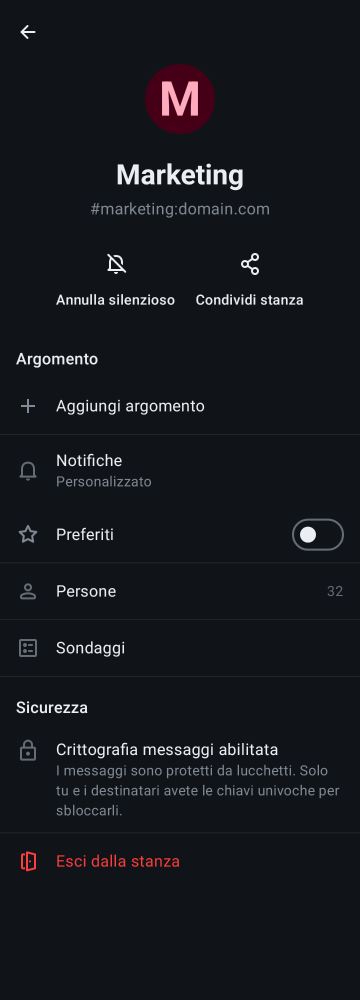 M
Marketing
#marketing:domain.com
Annulla silenzioso
Condividi stanza
Argomento
Aggiungi argomento
Notifiche
Personalizzato
Preferiti
Persone
32
Sondaggi
Sicurezza
Crittografia messaggi abilitata
I messaggi sono protetti da lucchetti. Solo
tu e i destinatari avete le chiavi univoche per
sbloccarli.
Esci dalla stanza